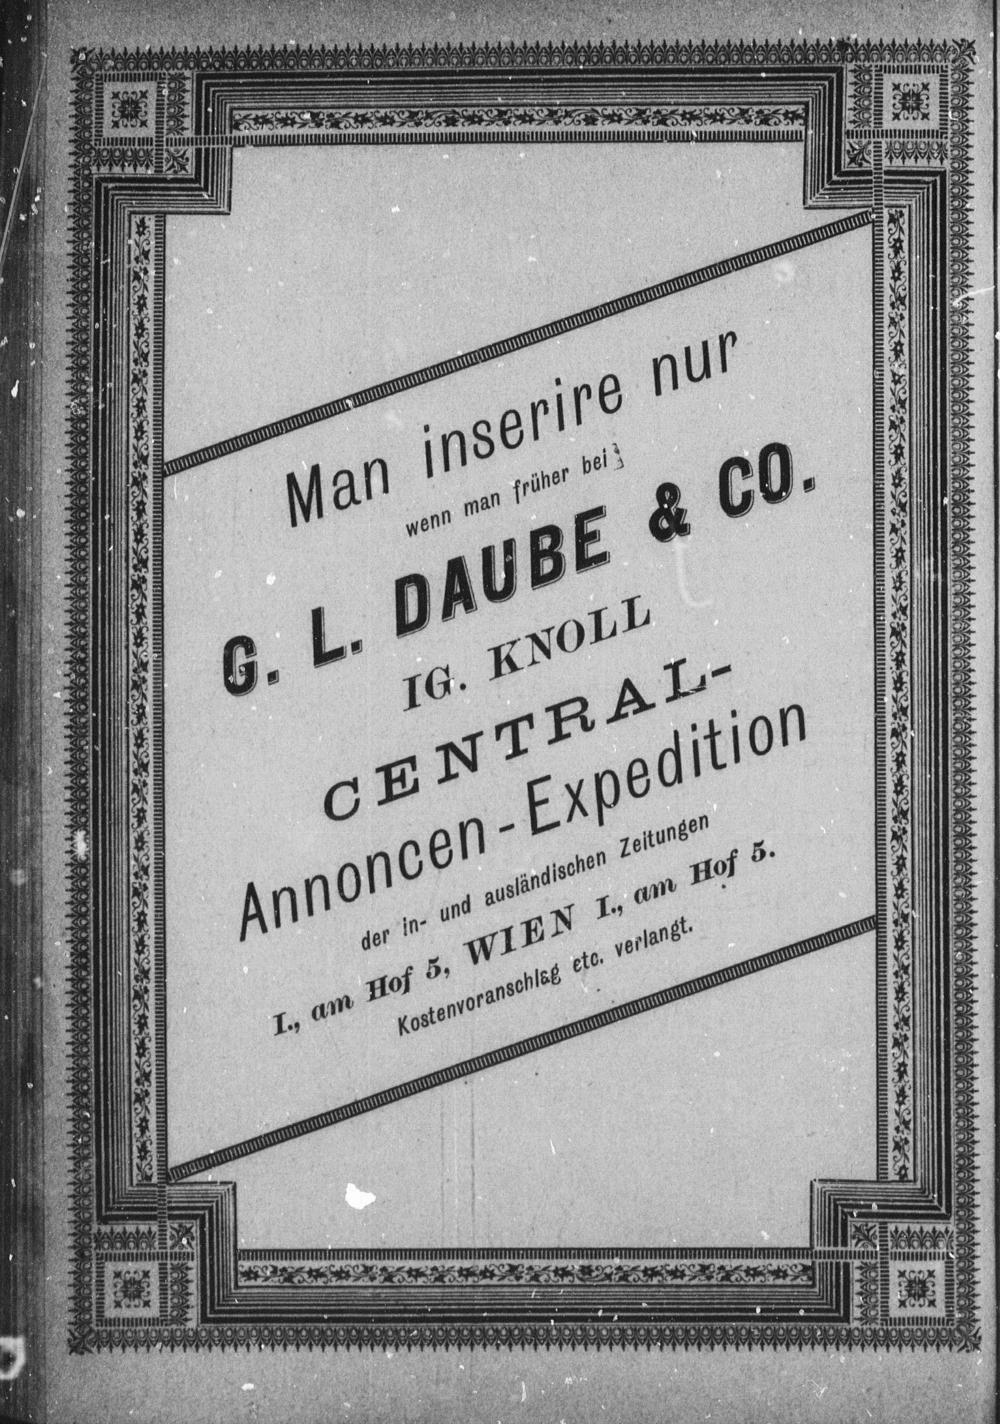 Man inserire nur
wenn man früher bei
G. L. DAUBE & CO.
IG. KNOLL
CENTRAL-
Annoncen-Expedition
der in- und ausländischen Zeitungen
I., am Hof 5, WIEN I., am Hof 5.
Kostenvoranschlag etc. verlangt.